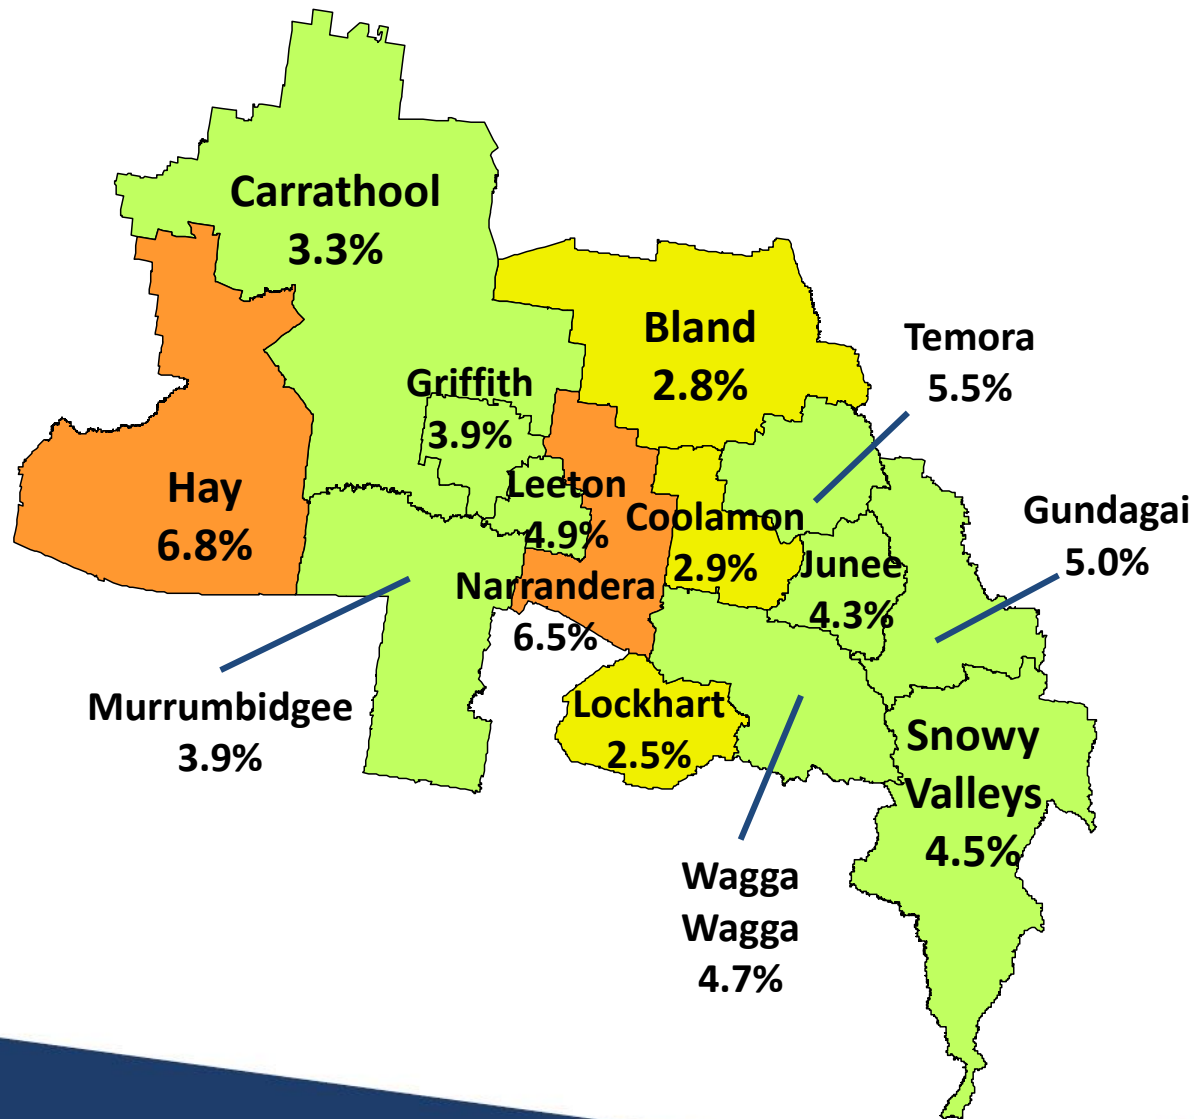 Carrathool
3.3%
Bland
2.8%
Temora
5.5%
Griffith
3.9%
Hay
6.8%
Leeton
4.9%
Coolamon
2.9%
Gundagai
5.0%
Junee
4.3%
Narrandera
6.5%
Murrumbidgee
3.9%
Lockhart
2.5%
Snowy
Valleys
4.5%
Wagga
Wagga
4.7%